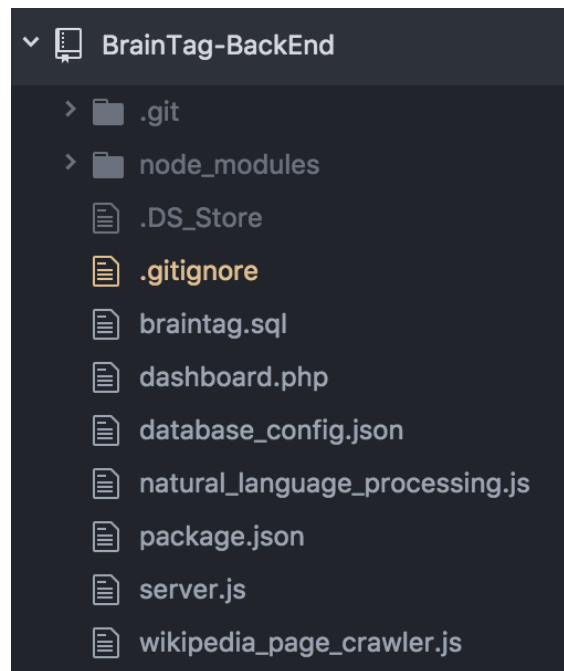 BrainTag-BackEnd
.git
node_modules
.DS_Store
.gitignore
braintag.sql
dashboard.php
database_config.json
natural_language_processing.js
package.json
server.js
wikipedia_page_crawler.js